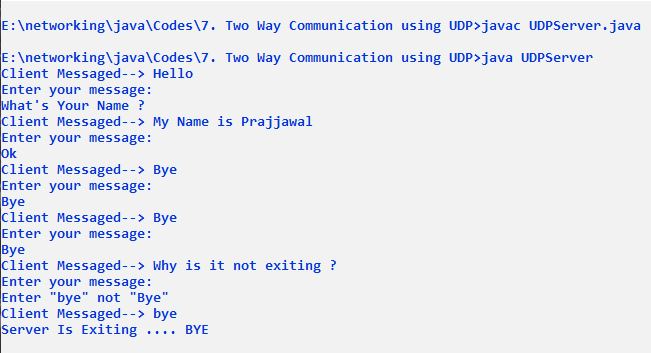 E:\networking\java\Codes\7. Two Way Communication using UDP>javac UDPServer.java
E:\networking\java\Codes\7. Two Way Communication using UDP>java UDPServer
Client Messaged--> Hello
Enter your message:
What's Your Name ?
Client Messaged--> My Name is Prajjawal
Enter your message:
Ok
Client Messaged--> Bye
Enter your message:
Bye
Client Messaged--> Bye
Enter your message:
Bye
Client Messaged--> Why is it not exiting ?
Enter your message:
Enter "bye" not "Bye"
Client Messaged--> bye
Server Is Exiting .... BYE